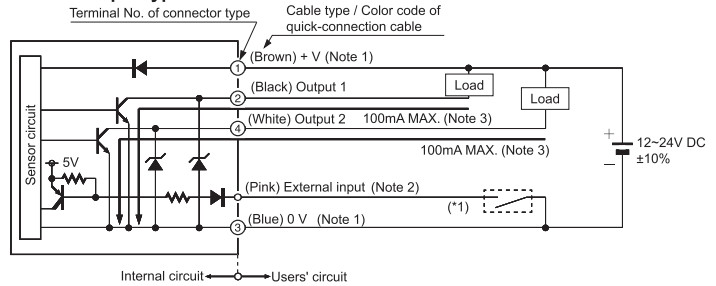 Terminal No. of connector type
Cable type / Color code of
quick-connection cable
Sensor circuit
1
(Brown) + V (Note 1)
Load
(Black) Output 1
2
Load
(White) Output 2
4
100mA MAX. (Note 3)
100mA MAX. (Note 3)
+
12~24V DC
±10%
−
5V
(Pink) External input (Note 2)
(*1)
(Blue) 0 V (Note 1)
3
Internal circuit
Users' circuit